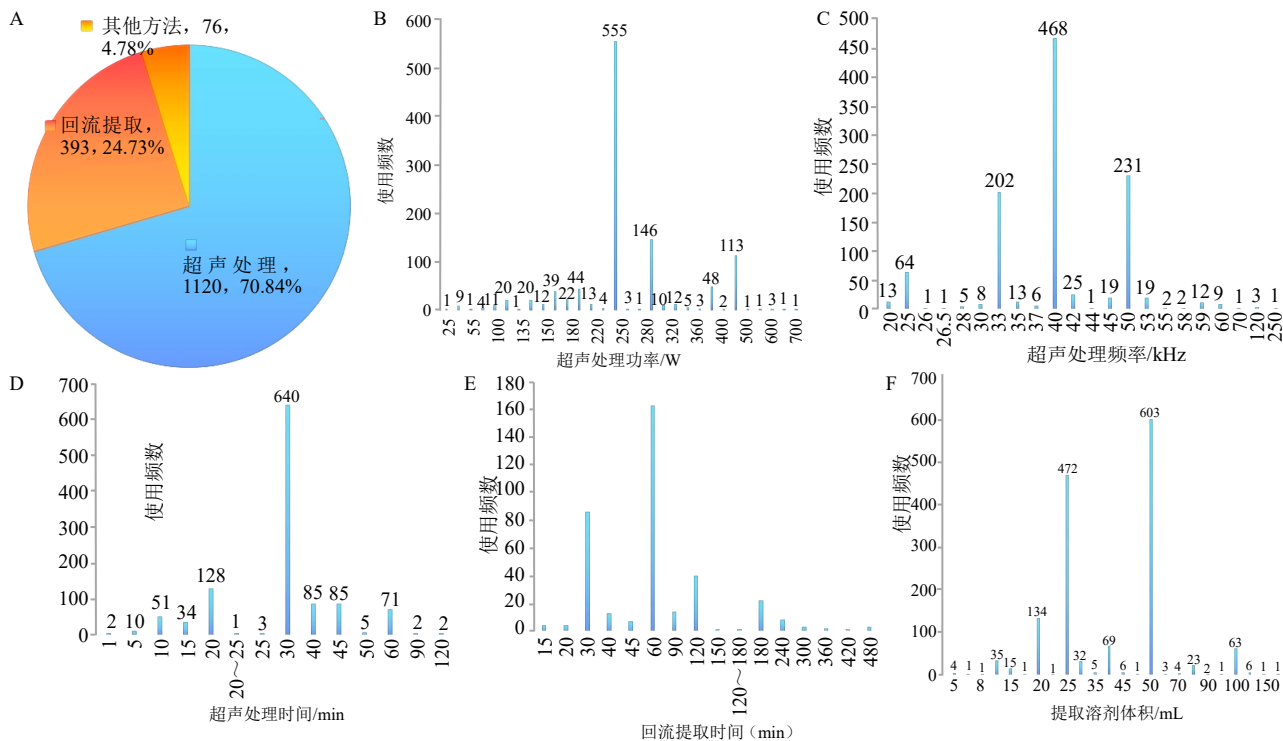 A
其他方法，76，
4.78%
回流提取，
393，24.73%
超声处理，
1120，70.84%
B
600
500
400
300
200
100
0
使用频数
1 9 1 4 11 20 1 20 12 39 22 44 13 4 555 3 1 146 10 12 5 3 48 2 113 1 1 3 1 1
25 55 100 135 150 180 220 240 280 320 360 400 500 600 700
超声处理功率/W
C
500
450
400
350
300
250
200
150
100
50
0
使用频数
13 64 1 1 5 8 202 13 6 468 25 1 19 231 19 2 2 12 9 1 3 1
20 25 26 26.5 28 30 33 35 37 40 42 44 45 50 53 55 58 59 60 70 120 250
超声处理频率/kHz
D
700
600
500
400
300
200
100
0
使用频数
2 10 51 34 128 1 3 640 85 85 5 71 2 2
1 5 10 15 20 20～25 25 30 40 45 50 60 90 120
超声处理时间/min
E
180
160
140
120
100
80
60
40
20
0
使用频数
15 20 30 40 45 60 90 120 150 120～180 180 240 300 360 420 480
回流提取时间（min）
F
700
600
500
400
300
200
100
0
使用频数
4 1 1 35 15 1 134 1 472 32 5 69 6 1 603 3 4 23 2 1 63 6 1 1
5 8 15 20 25 35 45 50 70 90 100 150
提取溶剂体积/mL